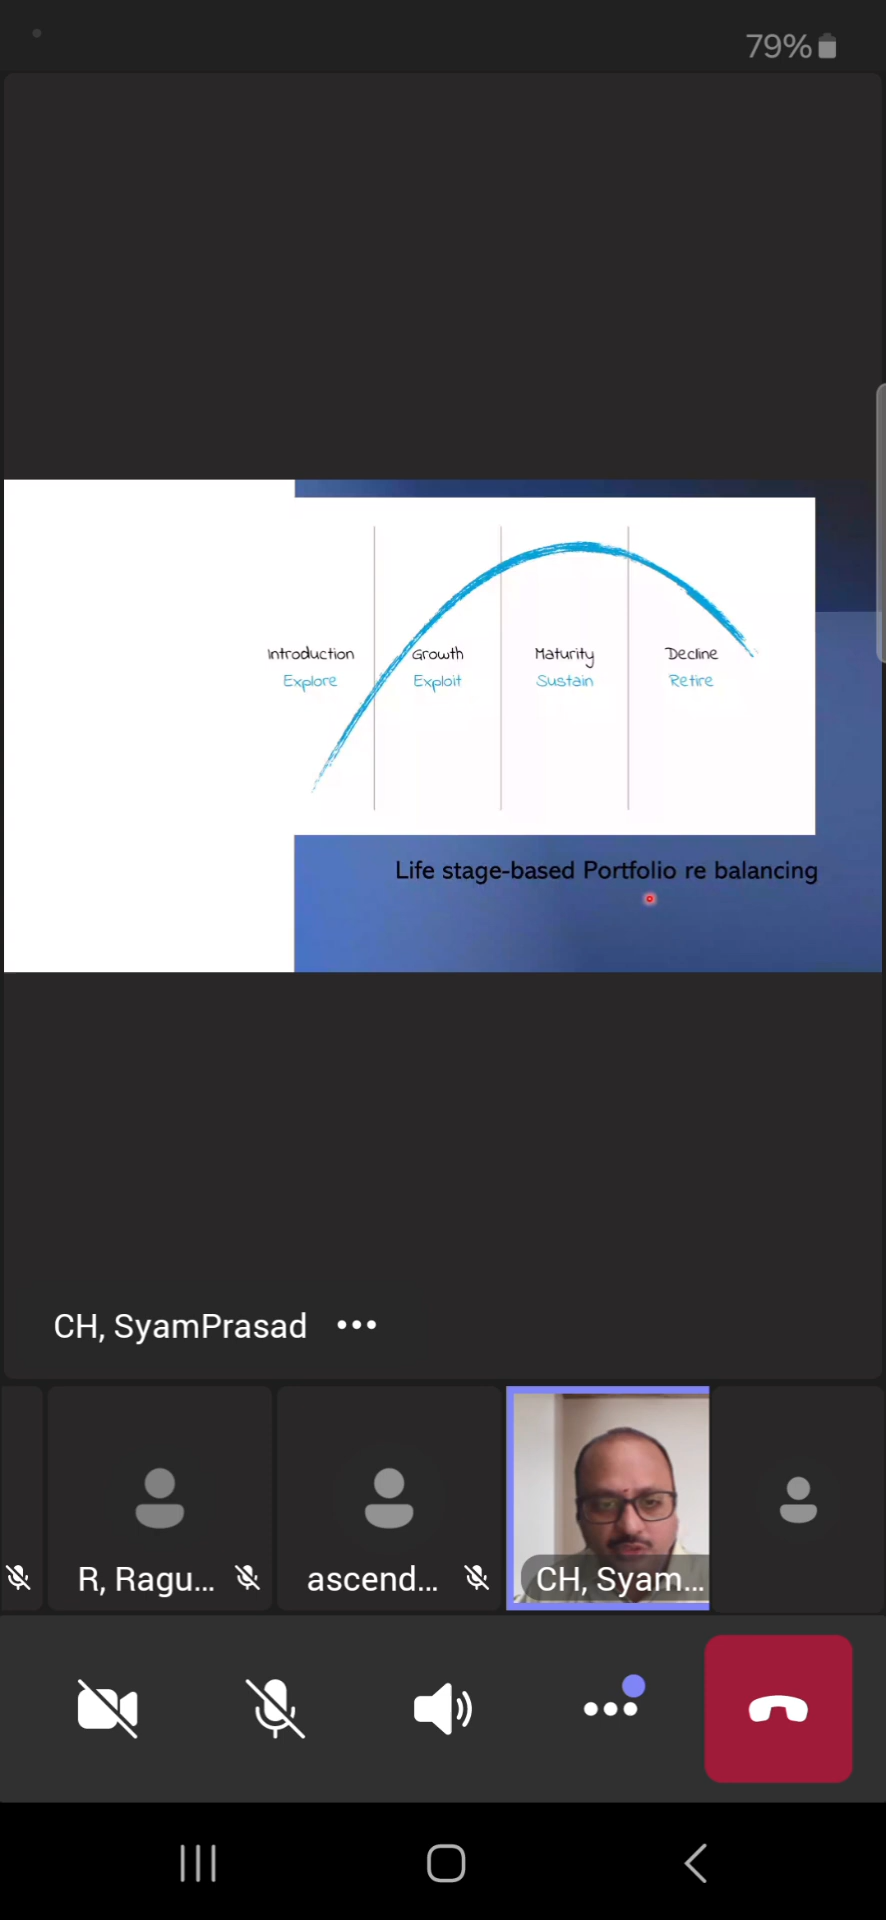 79%
Introduction Growth Maturity Decline
Explore Exploit Sustain Retire
Life stage-based Portfolio re balancing
CH, SyamPrasad
R, Ragu... ascend... CH, Syam...